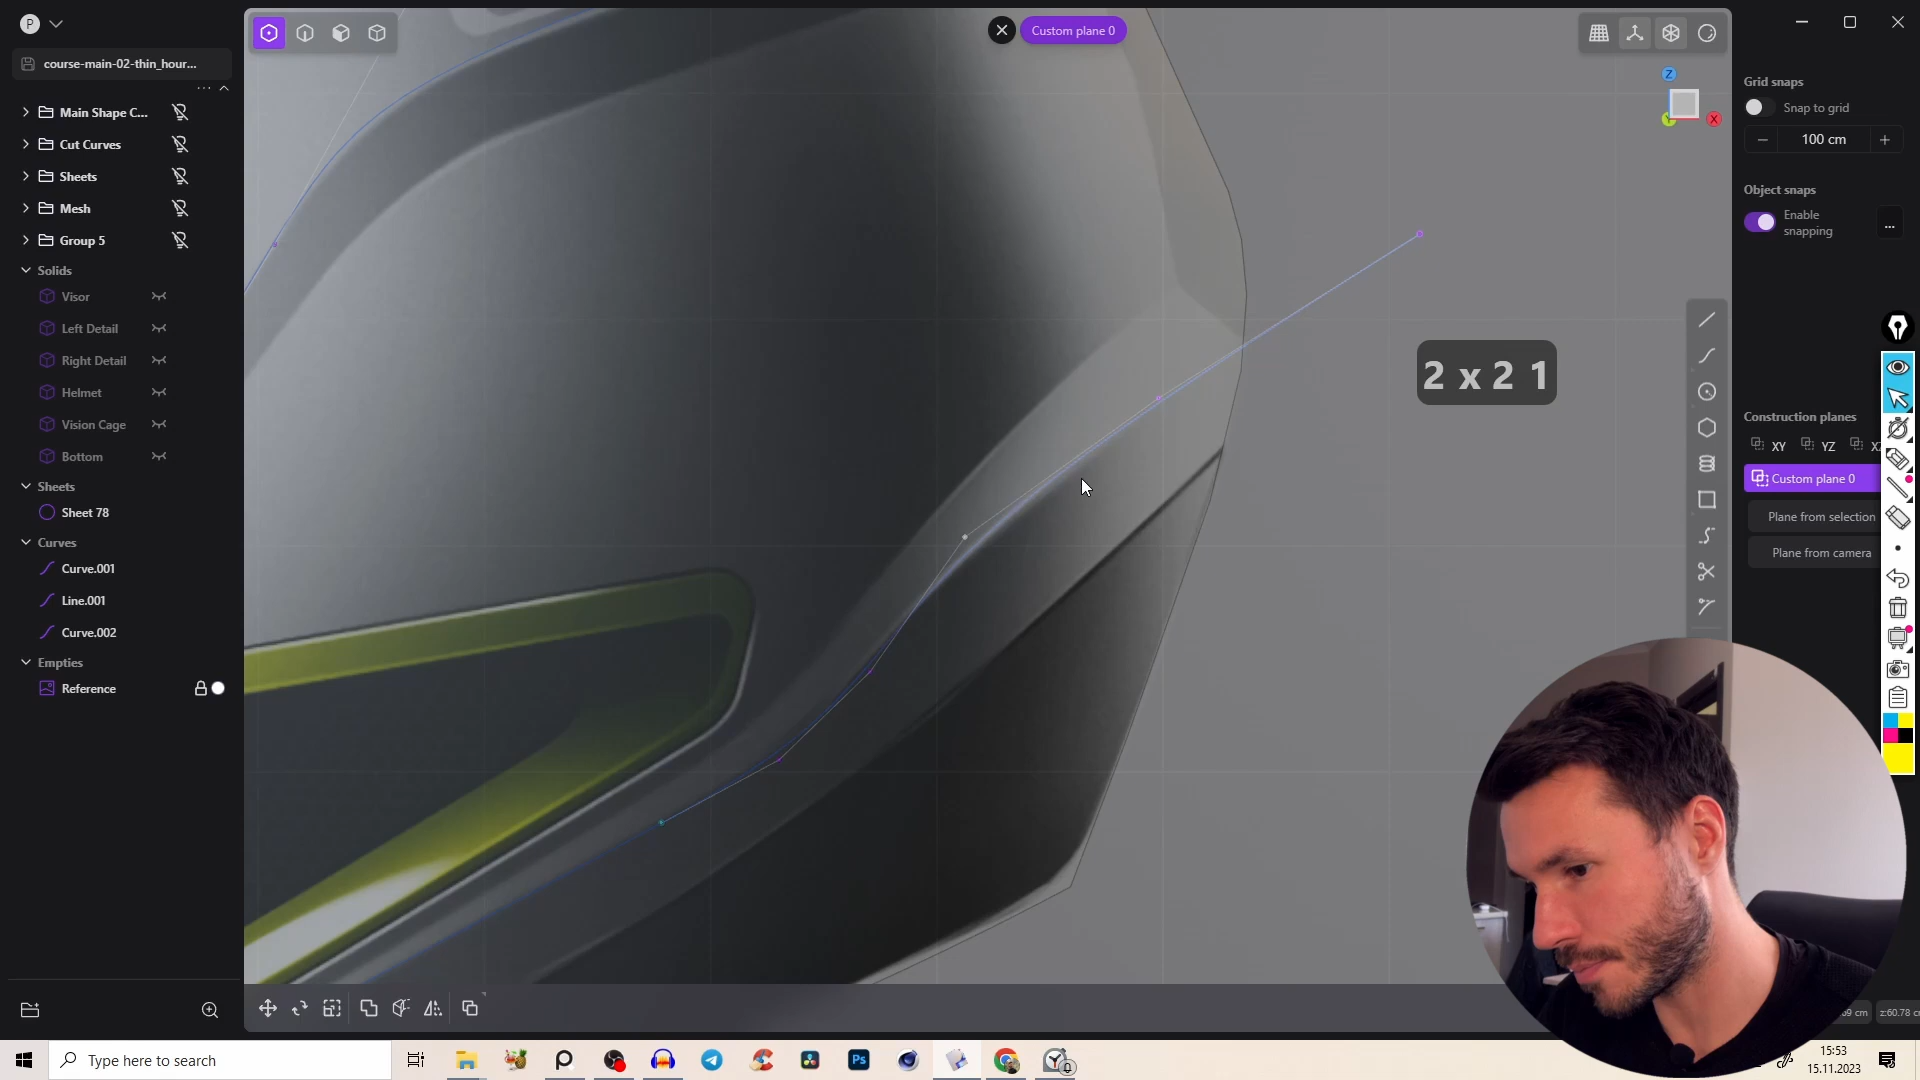 P
course-main-02-thin_hour...
Main Shape C...
Cut Curves
Sheets
Mesh
Group 5
Solids
Visor
Left Detail
Right Detail
Helmet
Vision Cage
Bottom
Sheets
Sheet 78
Curves
Curve.001
Line.001
Curve.002
Empties
Reference
Custom plane 0
Z
X
Y
2 x 2 1
Grid snaps
Snap to grid
100 cm
Object snaps
Enable
snapping
...
Construction planes
XY
YZ
Custom plane 0
Plane from selection
Plane from camera
z:60.78
Type here to search
Ps
15:53
15.11.2023